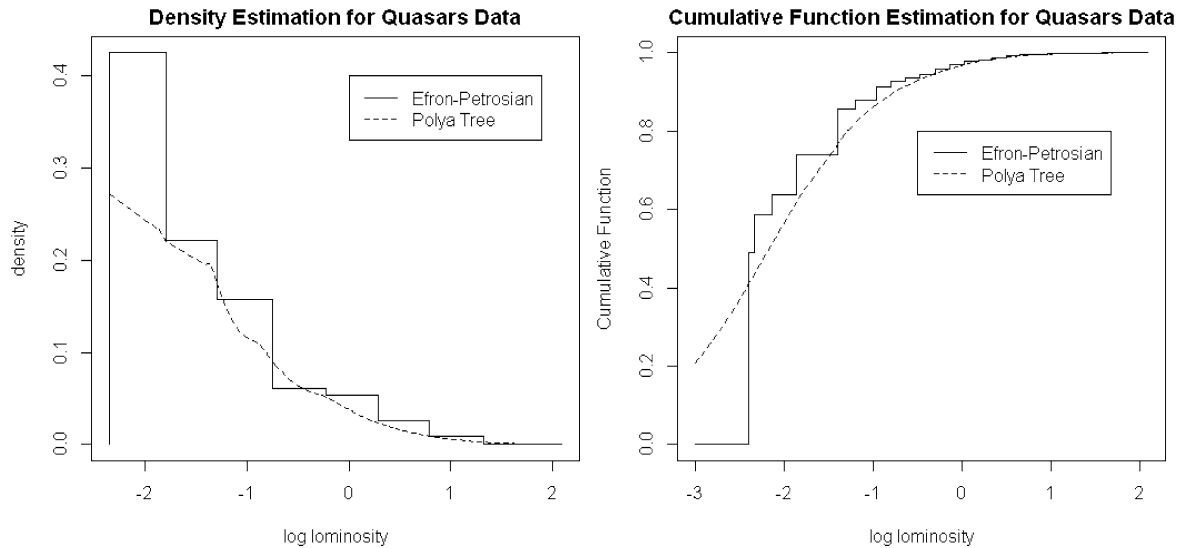 Density Estimation for Quasars Data
density
0.4
0.3
0.2
0.1
0.0
Efron-Petrosian
Polya Tree
-2
-1
0
1
2
log lominosity
Cumulative Function Estimation for Quasars Data
Cumulative Function
1.0
0.8
0.6
0.4
0.2
0.0
Efron-Petrosian
Polya Tree
-3
-2
-1
0
1
2
log lominosity